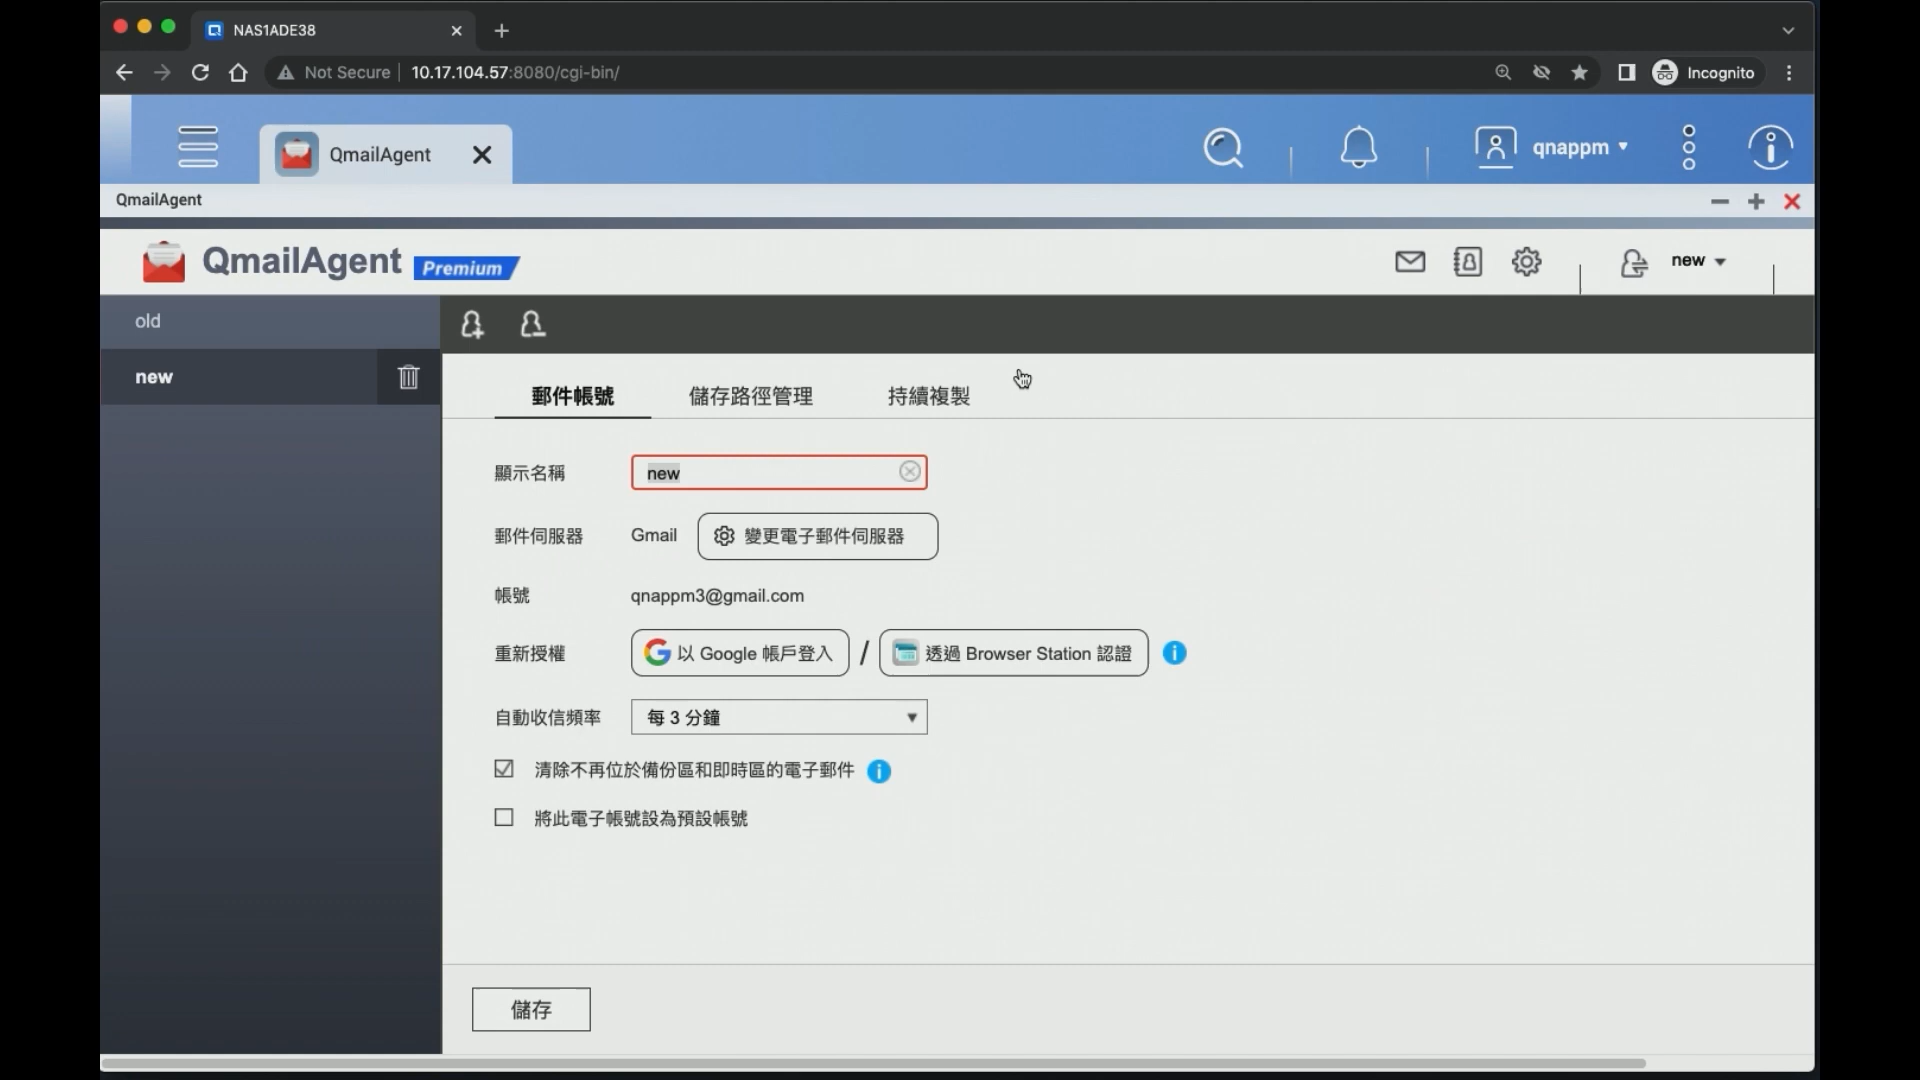 NAS1ADE38
Not Secure 10.17.104.57:8080/cgi-bin/ Incognito
QmailAgent qnappm
QmailAgent
QmailAgent Premium new
old
new
郵件帳號 儲存路徑管理 持續複製
顯示名稱 new
郵件伺服器 Gmail 變更電子郵件伺服器
帳號 qnappm3@gmail.com
重新授權 以 Google 帳戶登入 / 透過 Browser Station 認證
自動收信頻率 每 3 分鐘
清除不再位於備份區和即時區的電子郵件
將此電子帳號設為預設帳號
儲存